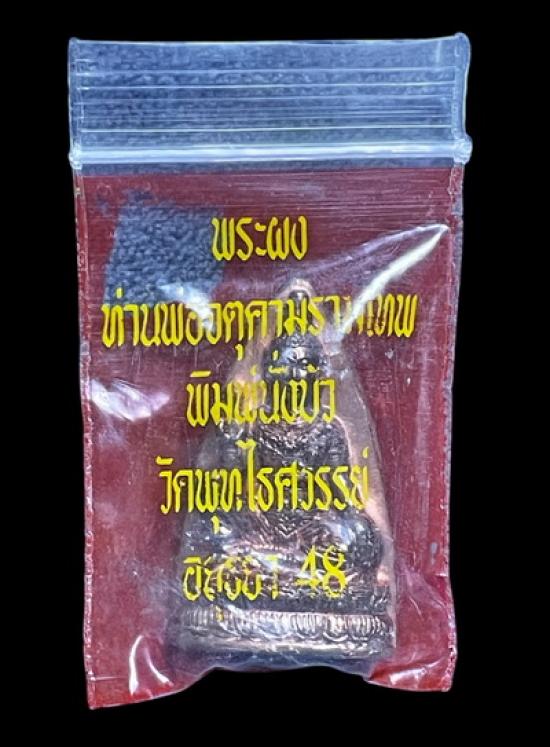 พระผง
ท่านพ่อจตุคามรามเทพ
พิมพ์นั่งบัว
วัดพุทไธศวรรย์
อยุธยา 48